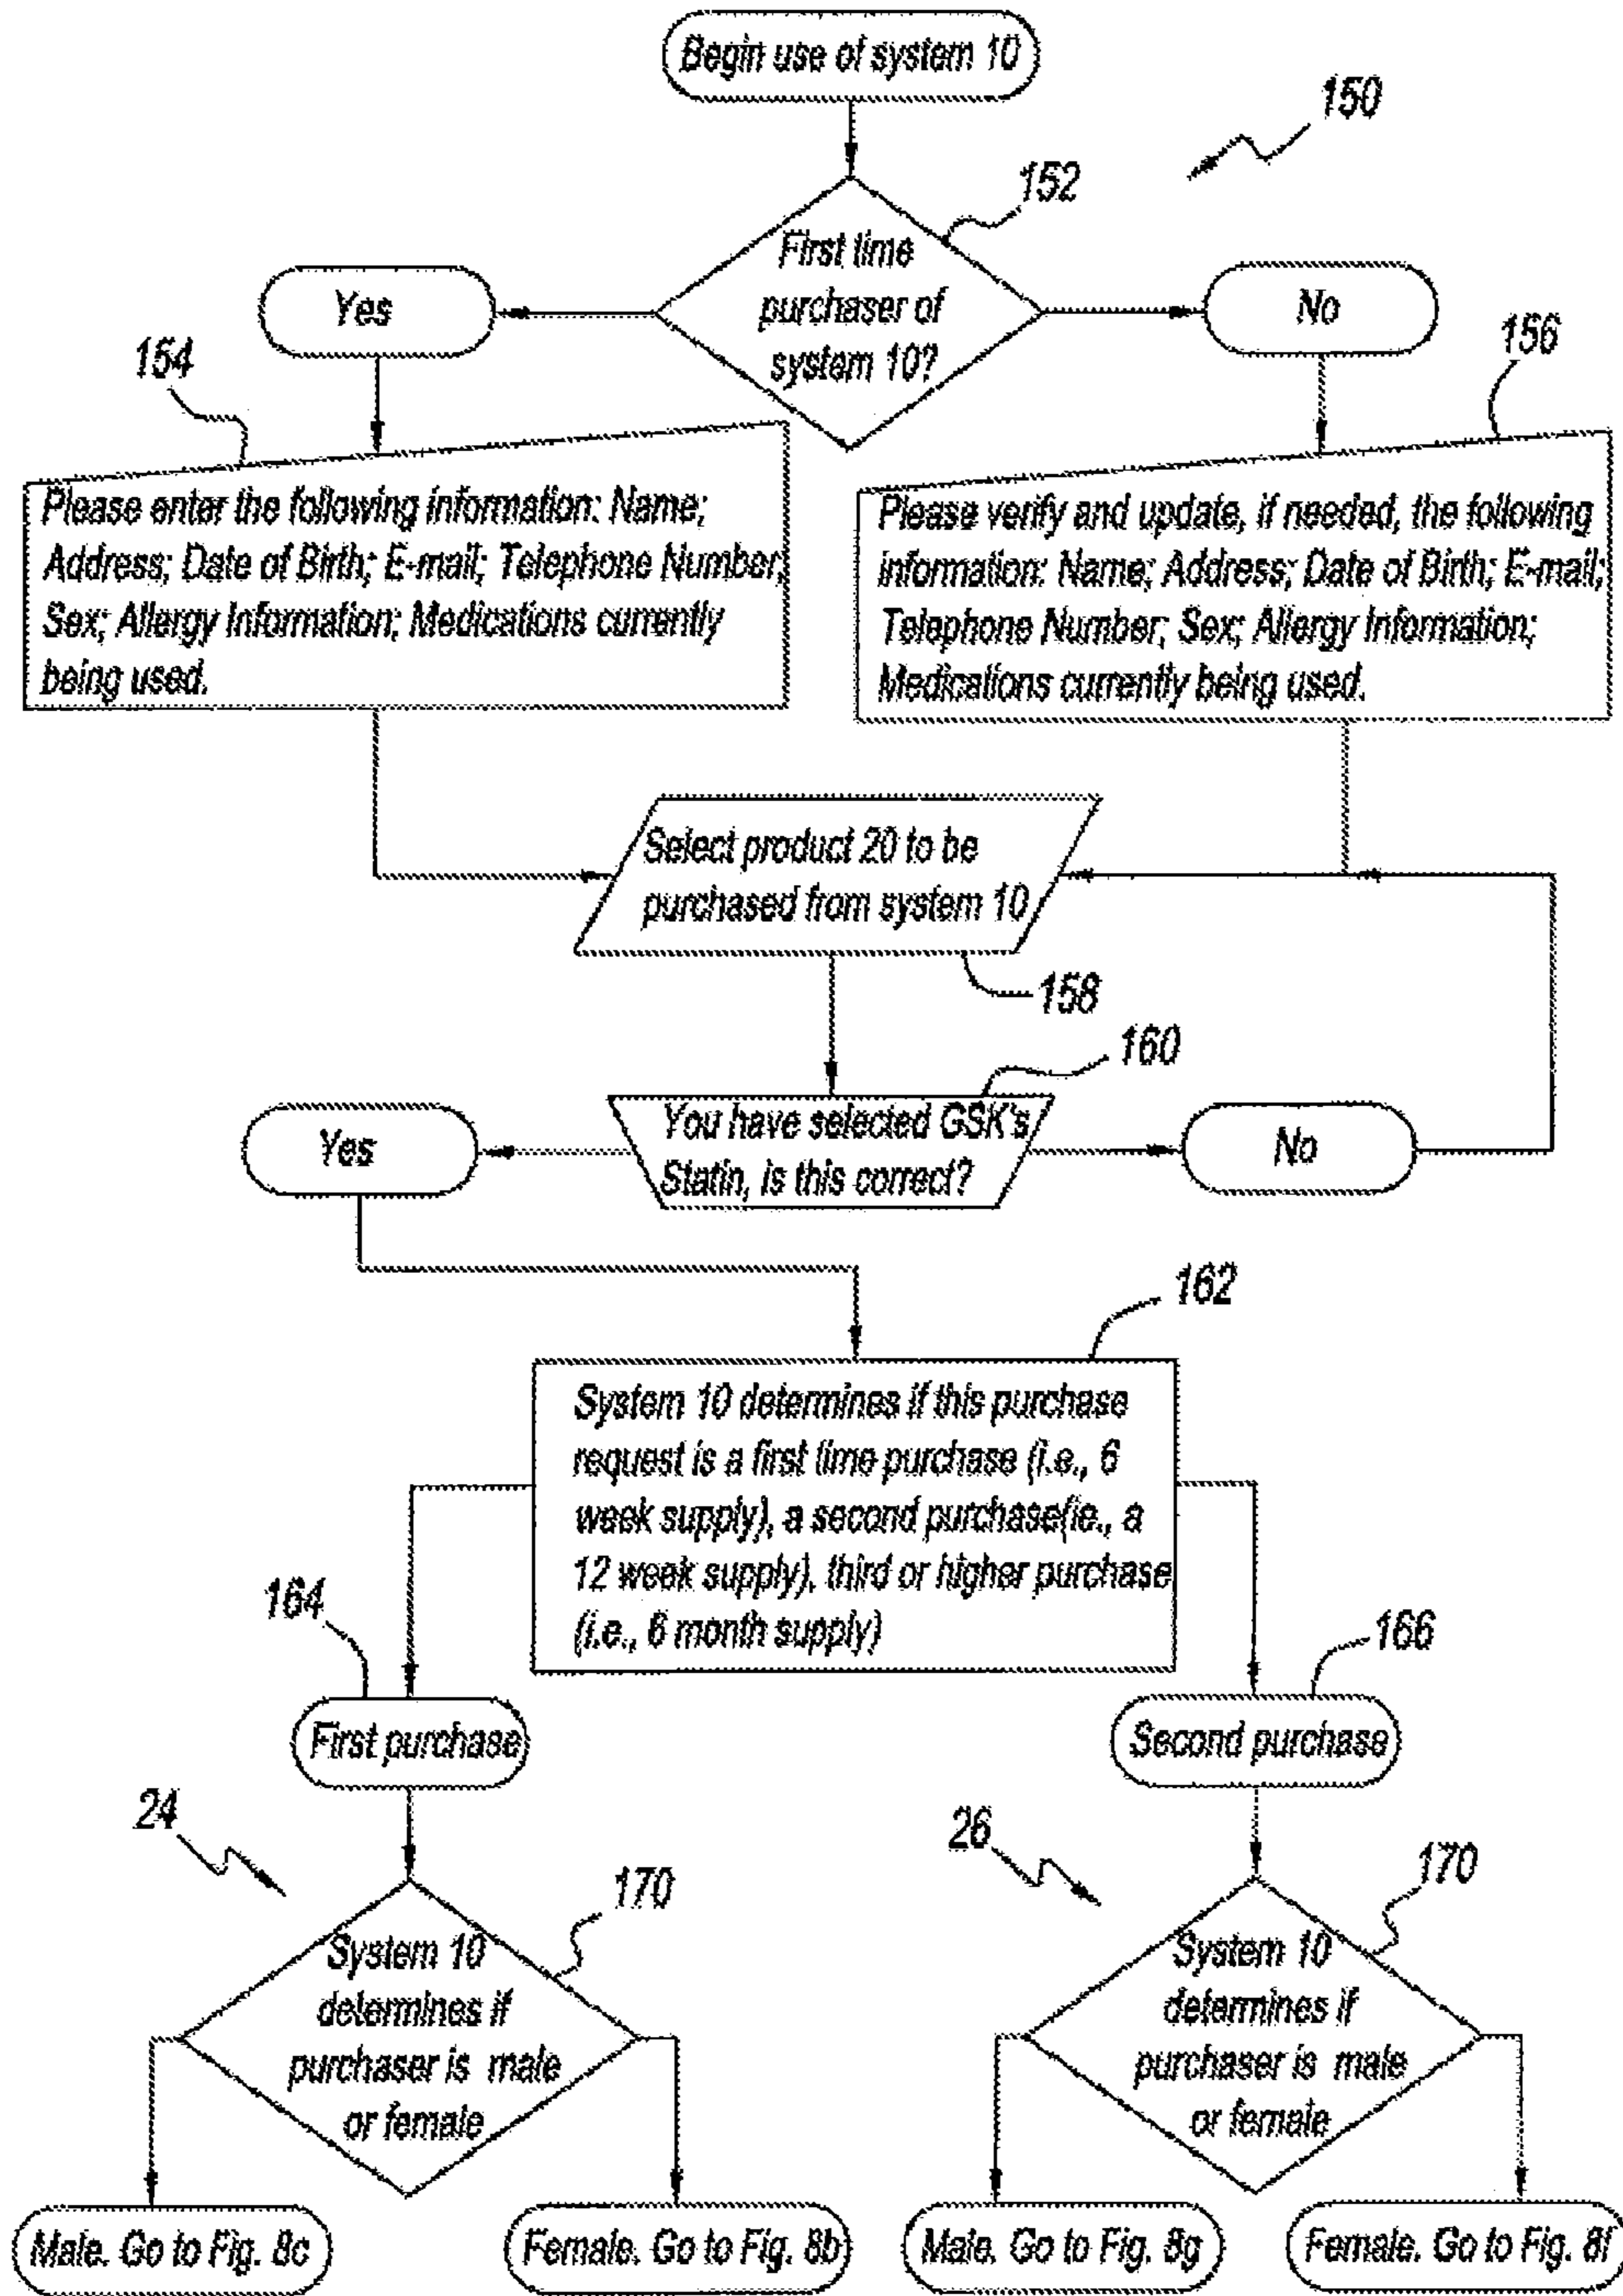 Begin use of system 10
150
152
First time
purchaser of
system 10?
Yes
No
154
156
Please enter the following information: Name;
Address; Date of Birth; E-mail; Telephone Number;
Sex; Allergy Information; Medications currently
being used.
Please verify and update, if needed, the following
information: Name; Address; Date of Birth; E-mail;
Telephone Number; Sex; Allergy Information;
Medications currently being used.
Select product 20 to be
purchased from system 10
158
160
You have selected GSK's
Statin, is this correct?
Yes
No
162
System 10 determines if this purchase
request is a first time purchase (i.e., 6
week supply), a second purchase(ie., a
12 week supply), third or higher purchase
(i.e., 6 month supply)
164
166
First purchase
Second purchase
24
170
System 10
determines if
purchaser is male
or female
26
170
System 10
determines if
purchaser is male
or female
Male. Go to Fig. 8c
Female. Go to Fig. 8b
Male. Go to Fig. 8g
Female. Go to Fig. 8f